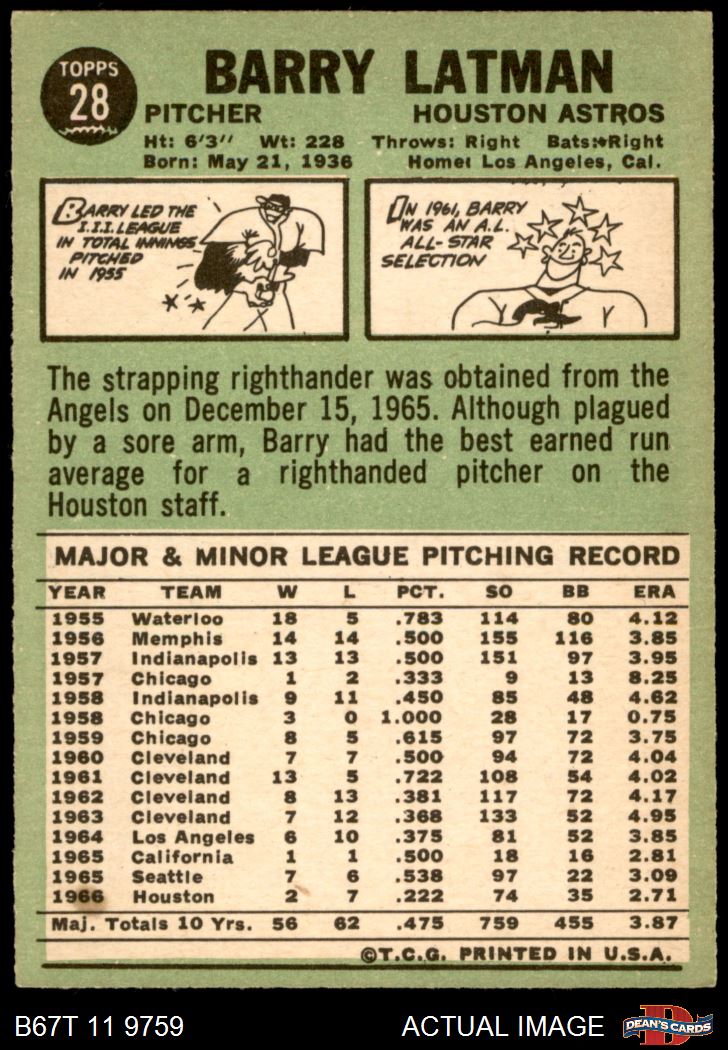 TOPPS
28
BARRY LATMAN
PITCHER HOUSTON ASTROS
Ht: 6'3'' Wt: 228 Throws: Right Bats: Right
Born: May 21, 1936 Home: Los Angeles, Cal.
BARRY LED THE
I.I.I. LEAGUE
IN TOTAL INNINGS
PITCHED
IN 1955
IN 1961, BARRY
WAS AN A.L.
ALL-STAR
SELECTION
The strapping righthander was obtained from the
Angels on December 15, 1965. Although plagued
by a sore arm, Barry had the best earned run
average for a righthanded pitcher on the
Houston staff.
MAJOR & MINOR LEAGUE PITCHING RECORD
YEAR TEAM W L PCT. SO BB ERA
1955 Waterloo 18 5 .783 114 80 4.12
1956 Memphis 14 14 .500 155 116 3.85
1957 Indianapolis 13 13 .500 151 97 3.95
1957 Chicago 1 2 .333 9 13 8.25
1958 Indianapolis 9 11 .450 85 48 4.62
1958 Chicago 3 0 1.000 28 17 0.75
1959 Chicago 8 5 .615 97 72 3.75
1960 Cleveland 7 7 .500 94 72 4.04
1961 Cleveland 13 5 .722 108 54 4.02
1962 Cleveland 8 13 .381 117 72 4.17
1963 Cleveland 7 12 .368 133 52 4.95
1964 Los Angeles 6 10 .375 81 52 3.85
1965 California 1 1 .500 18 16 2.81
1965 Seattle 7 6 .538 97 22 3.09
1966 Houston 2 7 .222 74 35 2.71
Maj. Totals 10 Yrs. 56 62 .475 759 455 3.87
©T.C.G. PRINTED IN U.S.A.
B67T 11 9759 ACTUAL IMAGE
D
DEAN'S CARDS